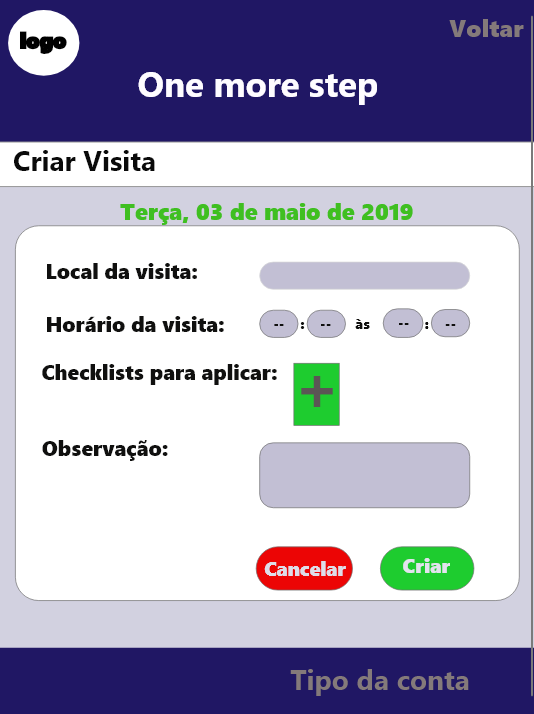 logo
Voltar
One more step
Criar Visita
Terça, 03 de maio de 2019
Local da visita:
Horário da visita: -- : -- às -- : --
Checklists para aplicar: +
Observação:
Cancelar Criar
Tipo da conta